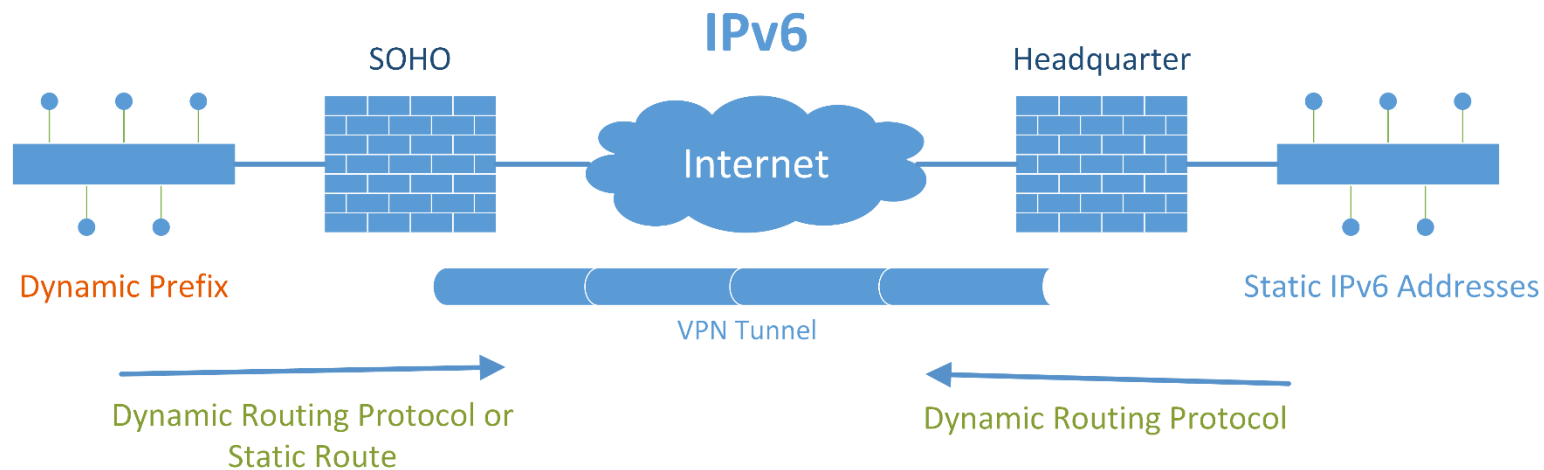 IPv6
SOHO
Headquarter
Internet
Dynamic Prefix
Static IPv6 Addresses
VPN Tunnel
Dynamic Routing Protocol or
Static Route
Dynamic Routing Protocol